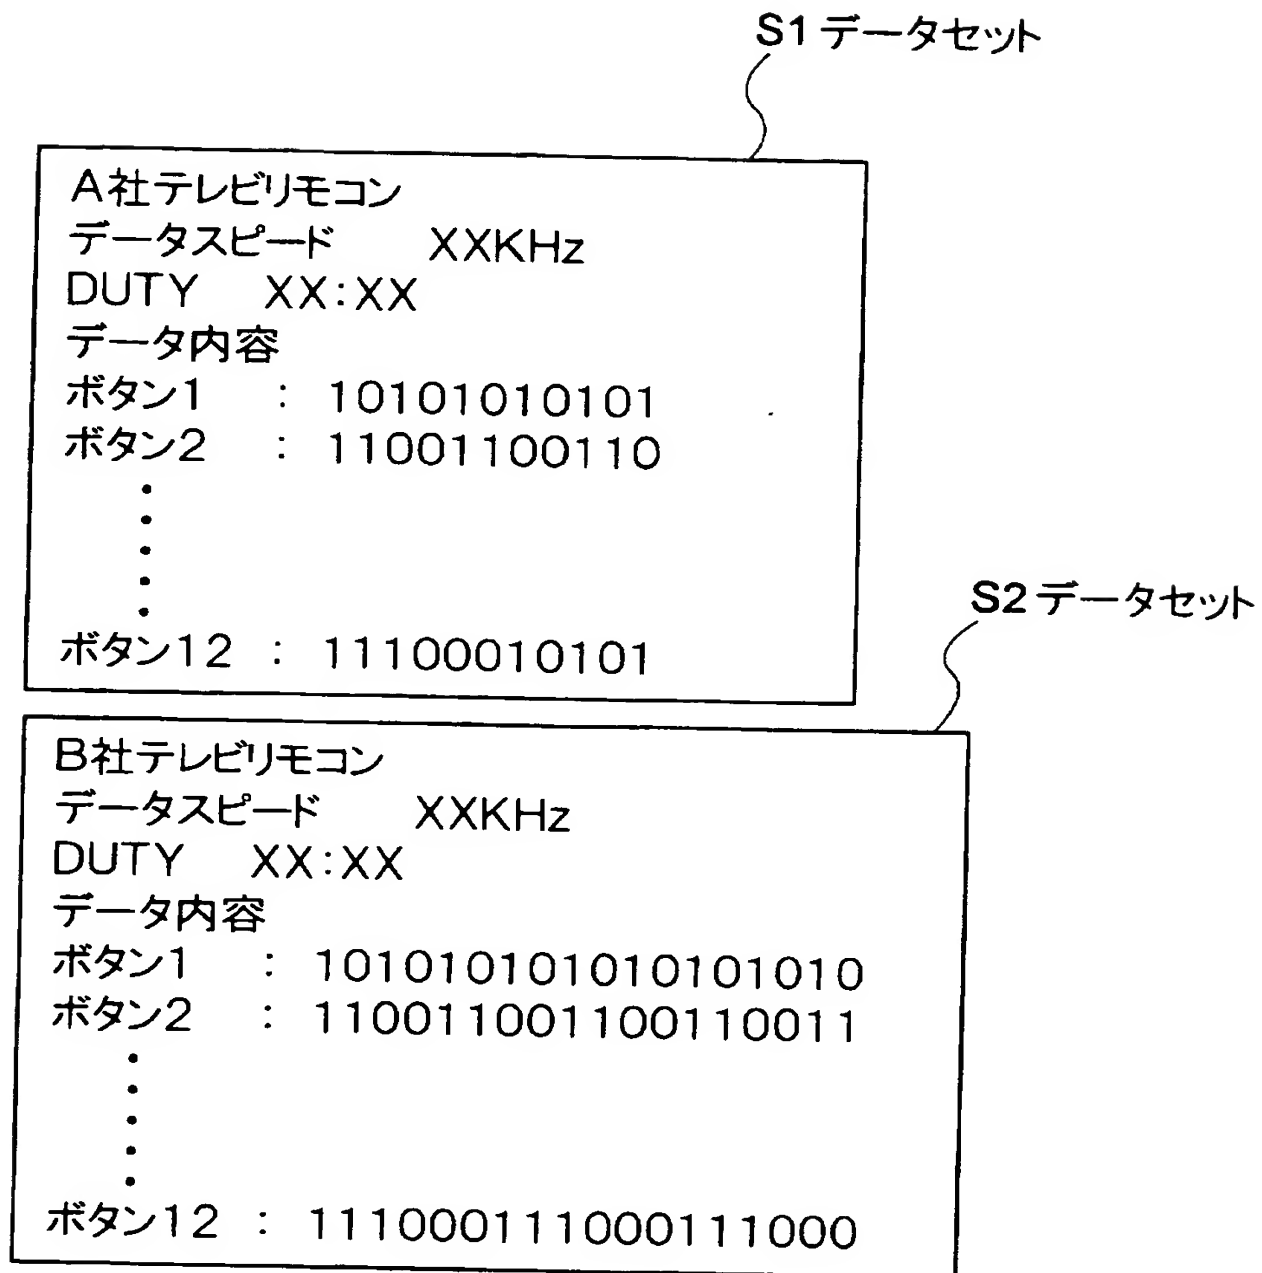 S1 データセット
A社テレビリモコン
データスピード XXKHz
DUTY XX:XX
データ内容
ボタン1 : 10101010101
ボタン2 : 11001100110
ボタン12 : 11100010101
S2 データセット
B社テレビリモコン
データスピード XXKHz
DUTY XX:XX
データ内容
ボタン1 : 101010101010101010
ボタン2 : 110011001100110011
ボタン12 : 111000111000111000